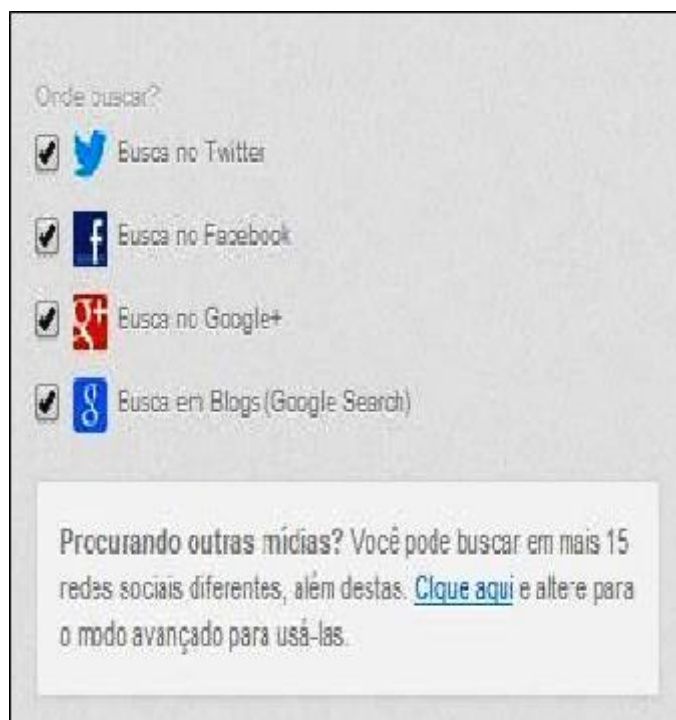 Onde buscar?
Busca no Twitter
f Busca no Facebook
g+ Busca no Google+
g Busca em Blogs (Google Search)
Procurando outras mídias? Você pode buscar em mais 15
redes sociais diferentes, além destas. Clique aqui e altere para
o modo avançado para usá-las.